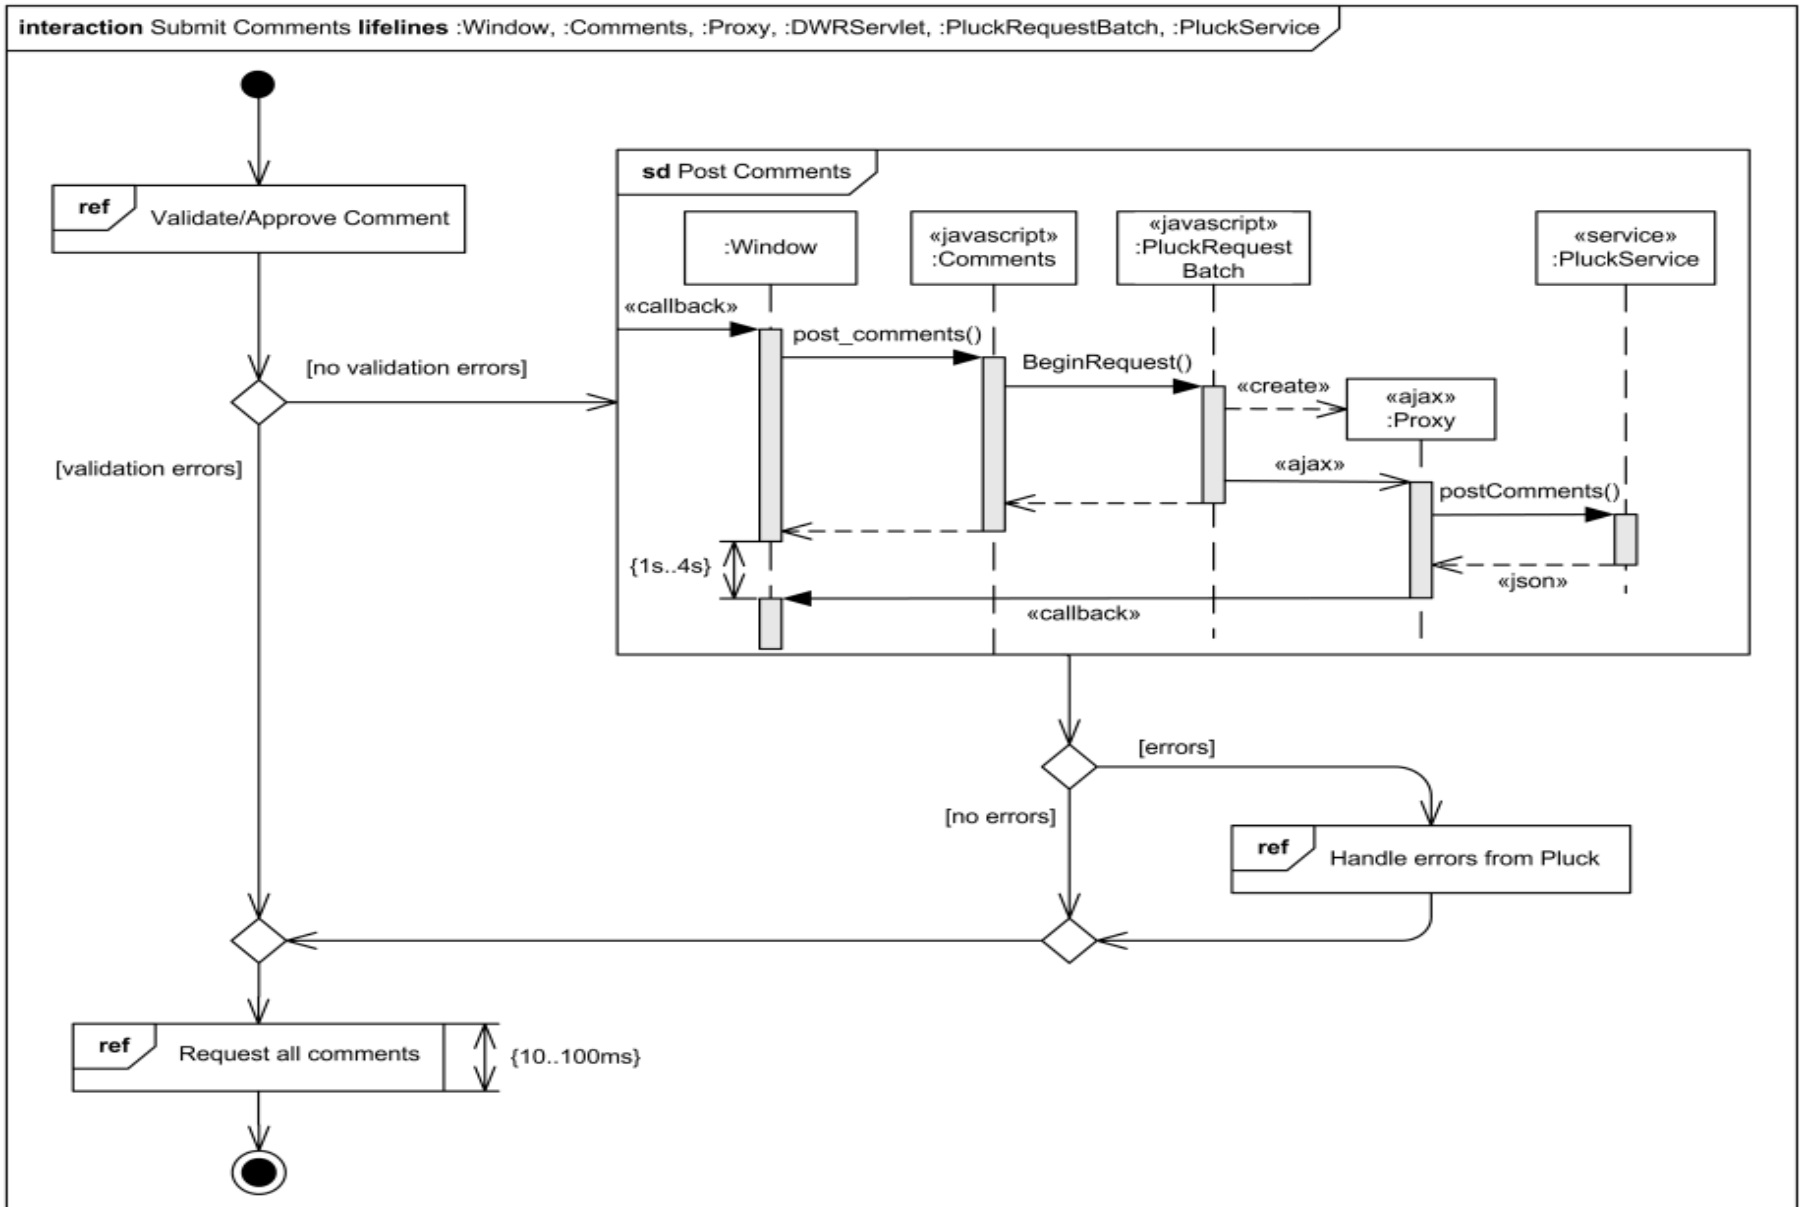 interaction Submit Comments lifelines :Window, :Comments, :Proxy, :DWRServlet, :PluckRequestBatch, :PluckService
ref
Validate/Approve Comment
[no validation errors]
[validation errors]
sd Post Comments
:Window
«javascript»
:Comments
«javascript»
:PluckRequest
Batch
«service»
:PluckService
«callback»
post_comments()
BeginRequest()
«create»
«ajax»
:Proxy
«ajax»
postComments()
{1s..4s}
«json»
«callback»
[errors]
[no errors]
ref
Handle errors from Pluck
ref
Request all comments
{10..100ms}